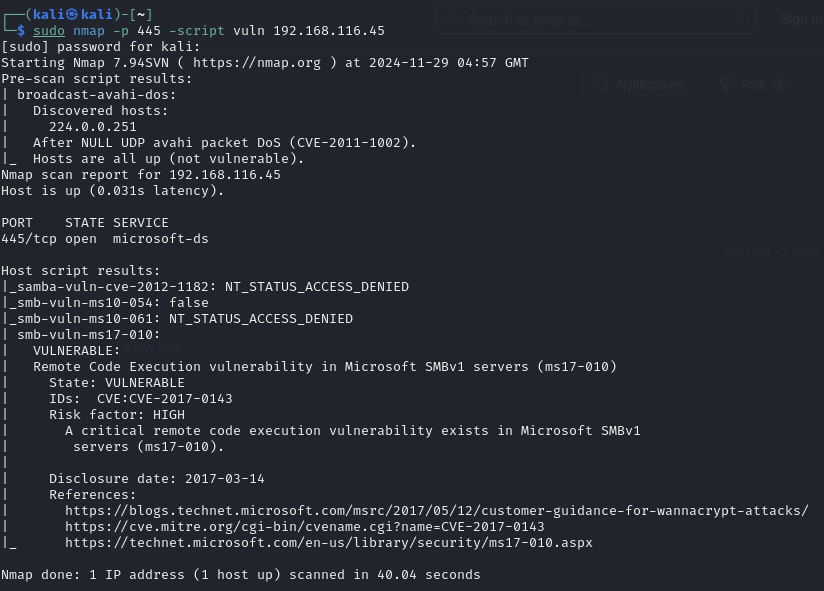 ┌──(kali㉿kali)-[~]
└─$ sudo nmap -p 445 -script vuln 192.168.116.45
[sudo] password for kali:
Starting Nmap 7.94SVN ( https://nmap.org ) at 2024-11-29 04:57 GMT
Pre-scan script results:
| broadcast-avahi-dos:
|   Discovered hosts:
|     224.0.0.251
|   After NULL UDP avahi packet DoS (CVE-2011-1002).
|_  Hosts are all up (not vulnerable).
Nmap scan report for 192.168.116.45
Host is up (0.031s latency).
PORT    STATE SERVICE
445/tcp open  microsoft-ds
Host script results:
|_samba-vuln-cve-2012-1182: NT_STATUS_ACCESS_DENIED
|_smb-vuln-ms10-054: false
|_smb-vuln-ms10-061: NT_STATUS_ACCESS_DENIED
| smb-vuln-ms17-010:
|   VULNERABLE:
|   Remote Code Execution vulnerability in Microsoft SMBv1 servers (ms17-010)
|     State: VULNERABLE
|     IDs:  CVE:CVE-2017-0143
|     Risk factor: HIGH
|       A critical remote code execution vulnerability exists in Microsoft SMBv1
|        servers (ms17-010).
|
|     Disclosure date: 2017-03-14
|     References:
|       https://blogs.technet.microsoft.com/msrc/2017/05/12/customer-guidance-for-wannacrypt-attacks/
|       https://cve.mitre.org/cgi-bin/cvename.cgi?name=CVE-2017-0143
|_      https://technet.microsoft.com/en-us/library/security/ms17-010.aspx
Nmap done: 1 IP address (1 host up) scanned in 40.04 seconds
Search or jump to...
Sign in
Notifications
Fork
view raw